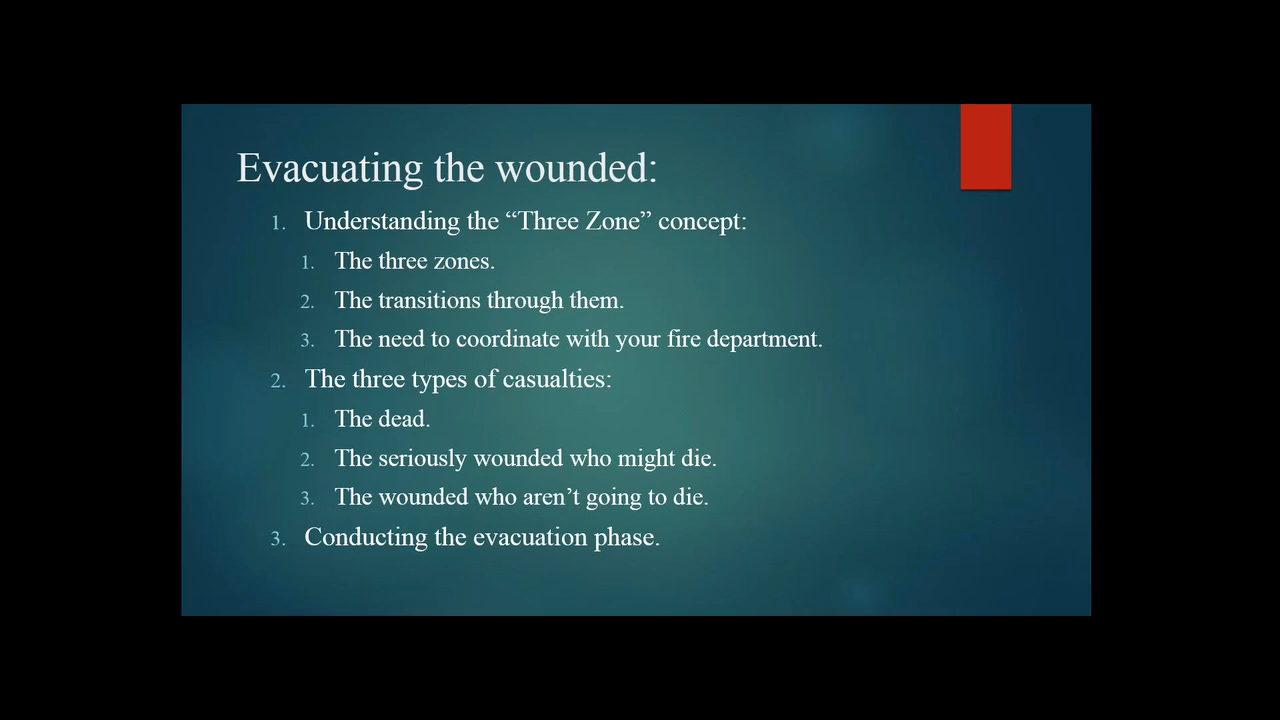 Evacuating the wounded:
1. Understanding the “Three Zone” concept:
1. The three zones.
2. The transitions through them.
3. The need to coordinate with your fire department.
2. The three types of casualties:
1. The dead.
2. The seriously wounded who might die.
3. The wounded who aren’t going to die.
3. Conducting the evacuation phase.